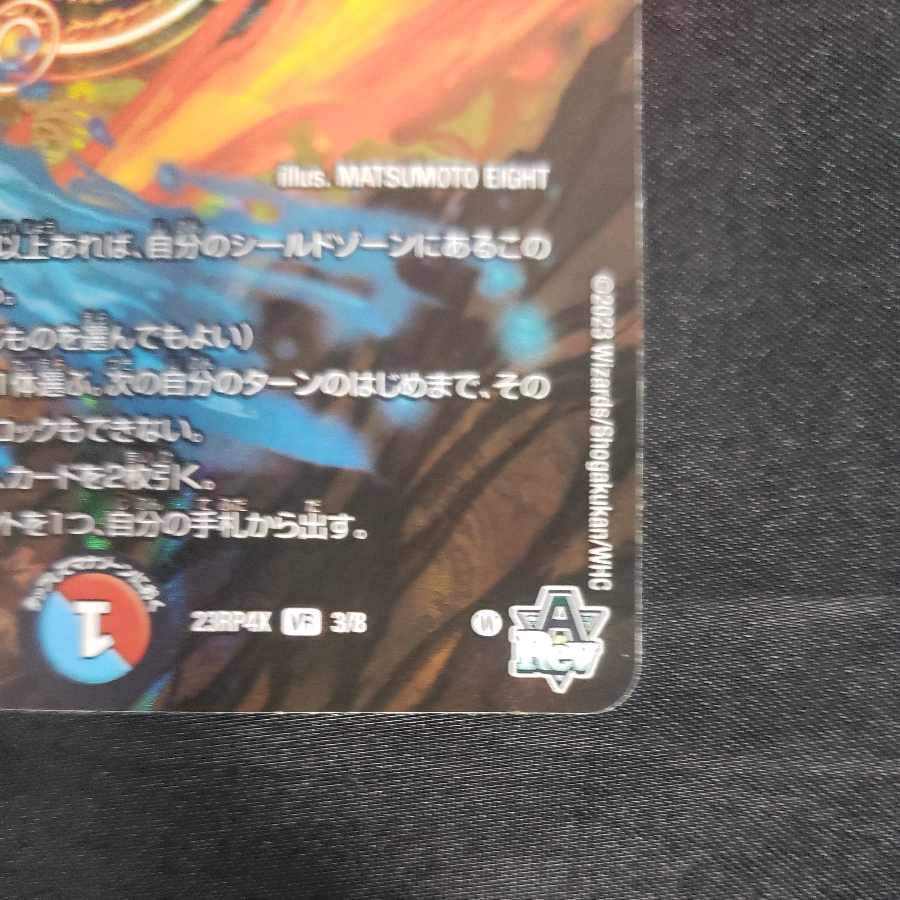 illus. MATSUMOTO EIGHT
以上あれば、自分のシールドゾーンにあるこの
ものを選んでもよい)
1体選ぶ。次の自分のターンのはじめまで、その
ロックもできない。
カードを2枚引く。
トを1つ、自分の手札から出す。
1
23RP4X VR 3/8
W
A
Rev
©2023 Wizards/Shogakukan/WHC